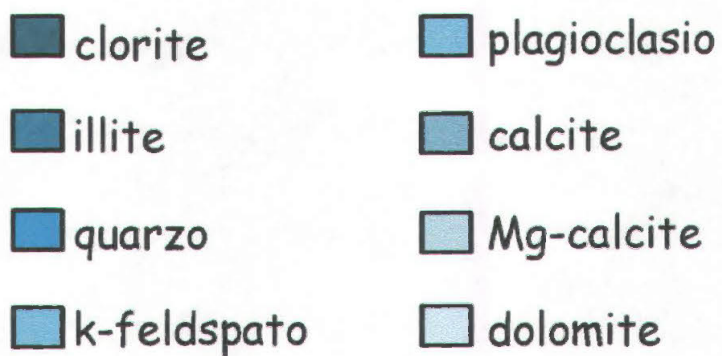 clorite
illite
quarzo
k-feldspato
plagioclasio
calcite
Mg-calcite
dolomite